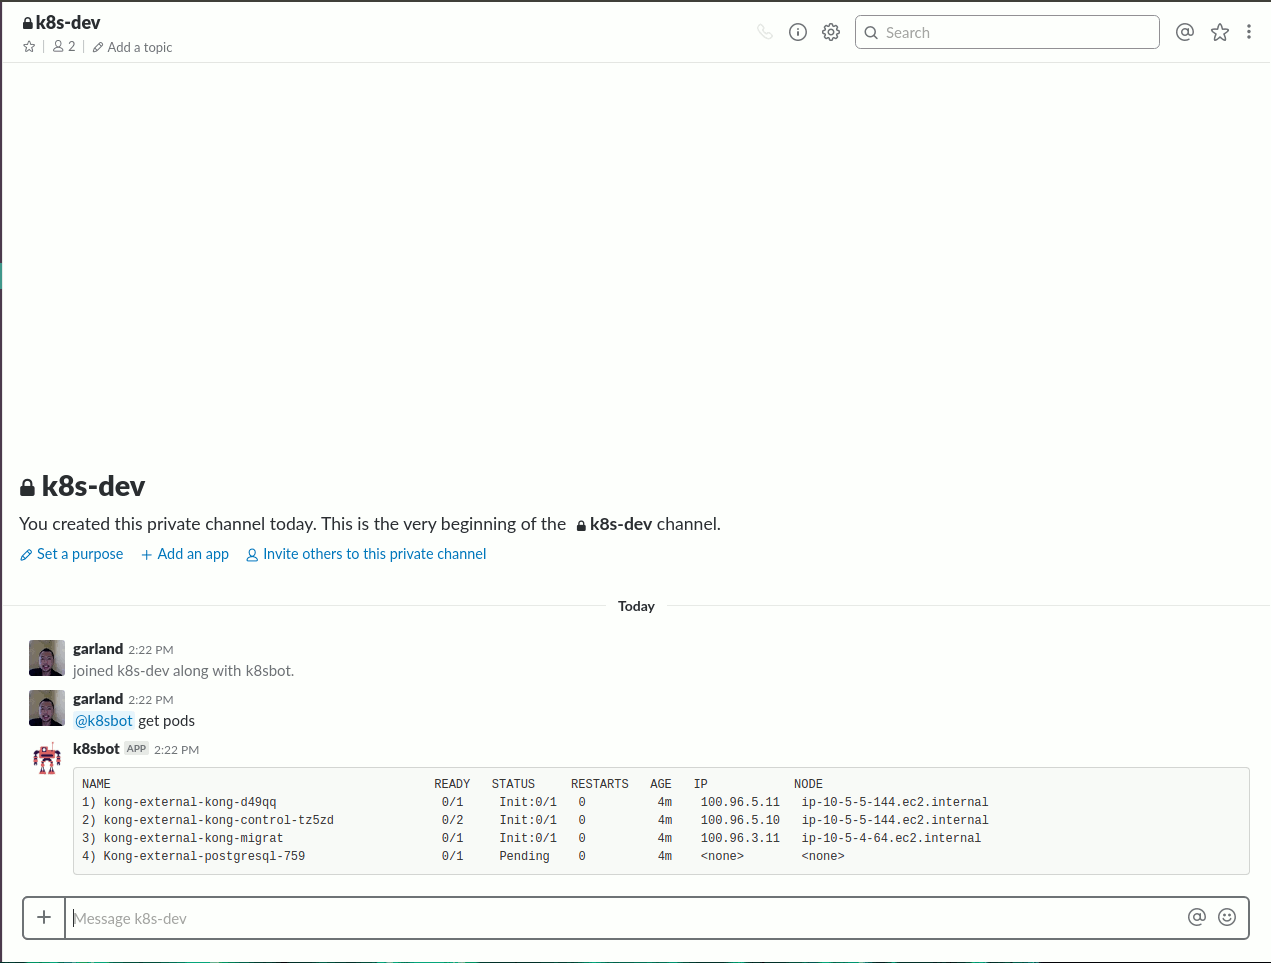 k8s-dev
2 Add a topic
Search
k8s-dev
You created this private channel today. This is the very beginning of the k8s-dev channel.
Set a purpose Add an app Invite others to this private channel
Today
garland 2:22 PM
joined k8s-dev along with k8sbot.
garland 2:22 PM
@k8sbot get pods
k8sbot APP 2:22 PM
NAME READY STATUS RESTARTS AGE IP NODE
1) kong-external-kong-d49qq 0/1 Init:0/1 0 4m 100.96.5.11 ip-10-5-5-144.ec2.internal
2) kong-external-kong-control-tz5zd 0/2 Init:0/1 0 4m 100.96.5.10 ip-10-5-5-144.ec2.internal
3) kong-external-kong-migrat 0/1 Init:0/1 0 4m 100.96.3.11 ip-10-5-4-64.ec2.internal
4) Kong-external-postgresql-759 0/1 Pending 0 4m <none> <none>
Message k8s-dev